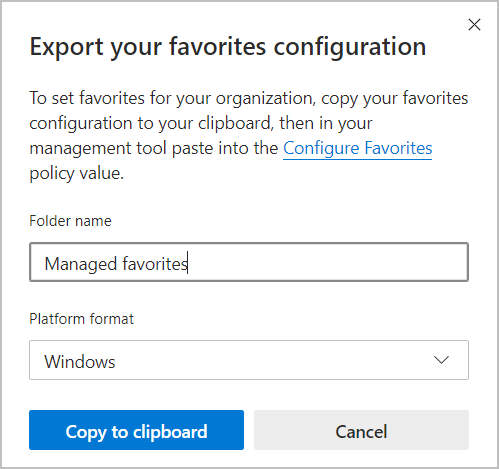 Export your favorites configuration
To set favorites for your organization, copy your favorites
configuration to your clipboard, then in your
management tool paste into the Configure Favorites
policy value.
Folder name
Managed favorites
Platform format
Windows
Copy to clipboard
Cancel